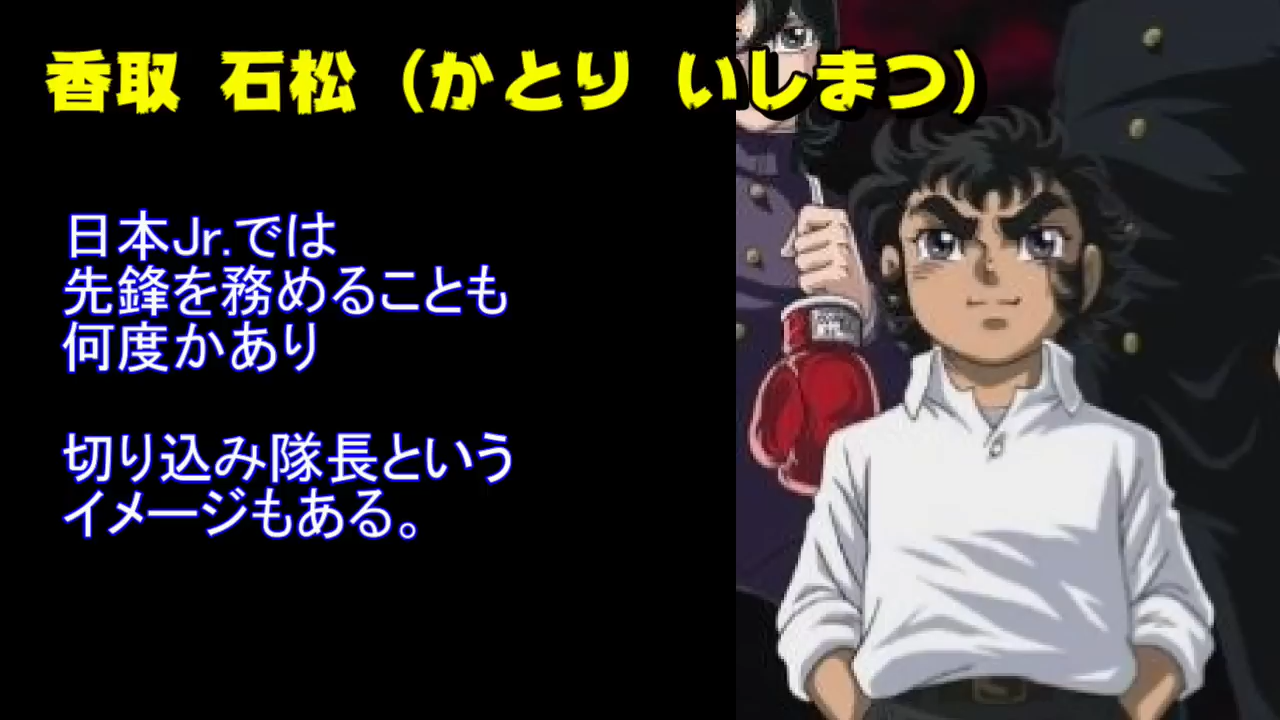 香取 石松（かとり いしまつ）
日本Jr.では
先鋒を務めることも
何度かあり
切り込み隊長という
イメージもある。